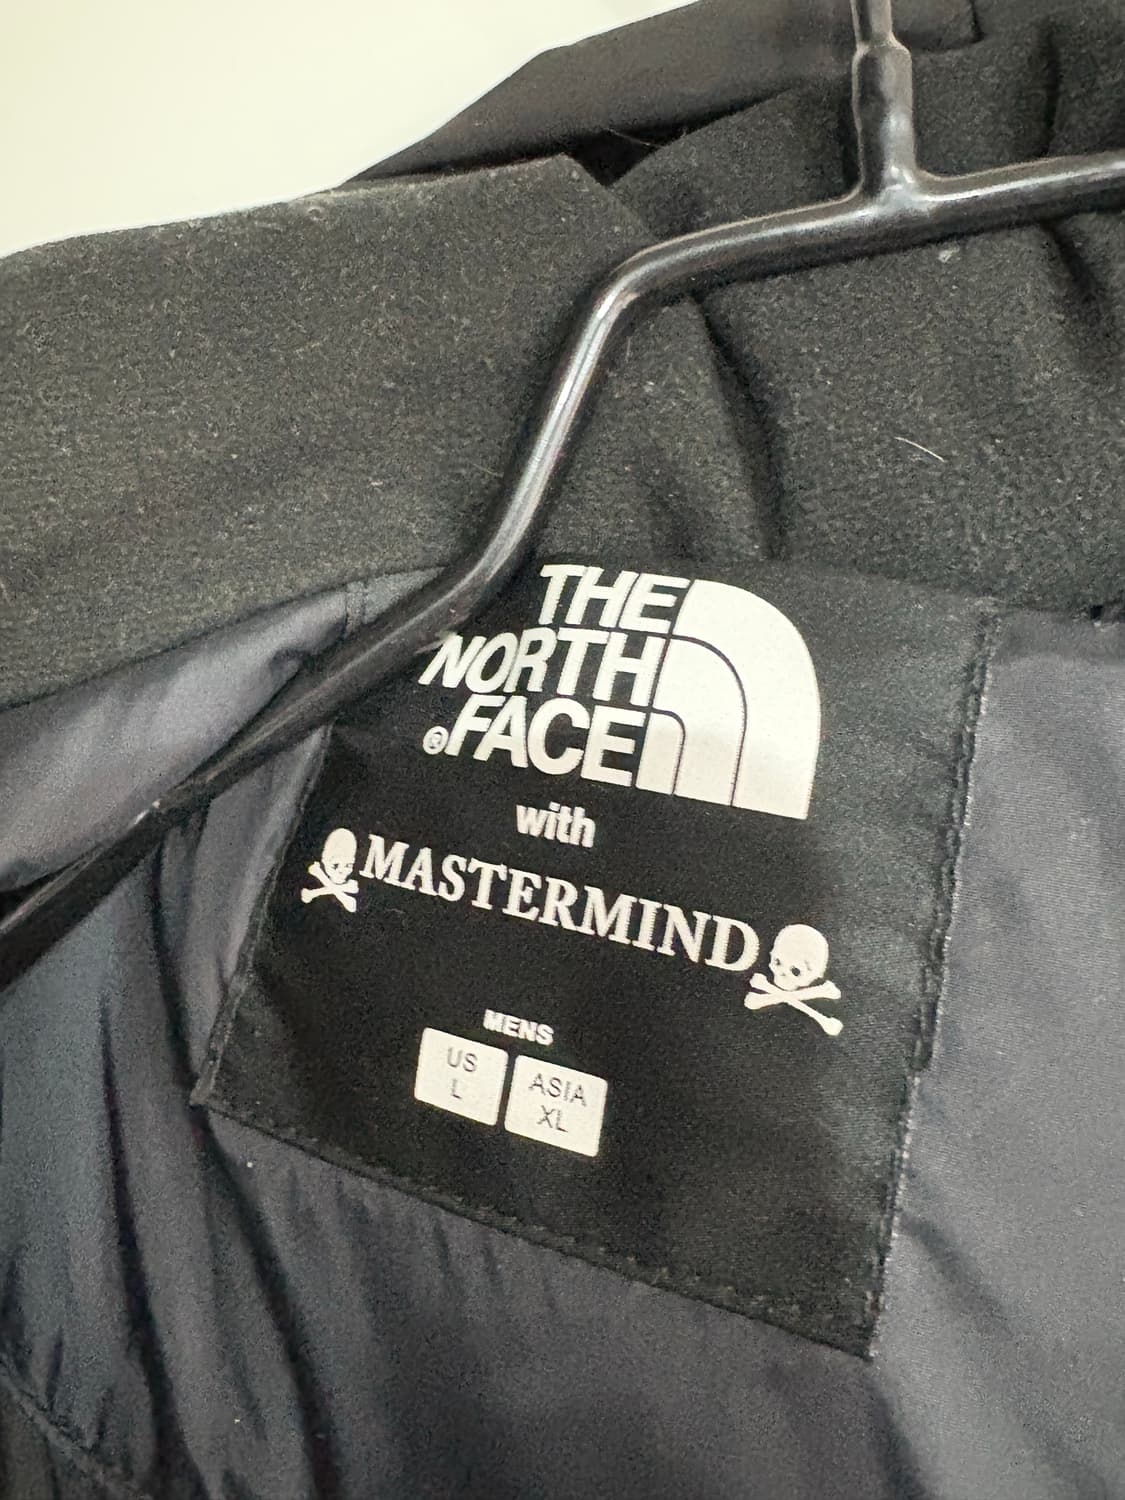 THE
NORTH
®FACE
with
MASTERMIND
MENS
US
L
ASIA
XL